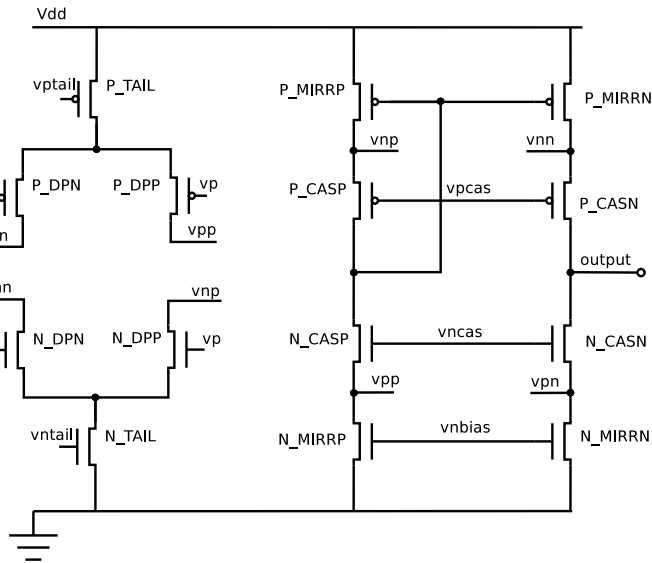 Vdd
vptail P_TAIL P_MIRRP P_MIRRN
vnp vnn
P_DPN P_DPP vp P_CASP vpcas P_CASN
vpp
output
vnp
N_DPN N_DPP vp N_CASP vncas N_CASN
vpp vpn
vntail N_TAIL N_MIRRP vnbias N_MIRRN